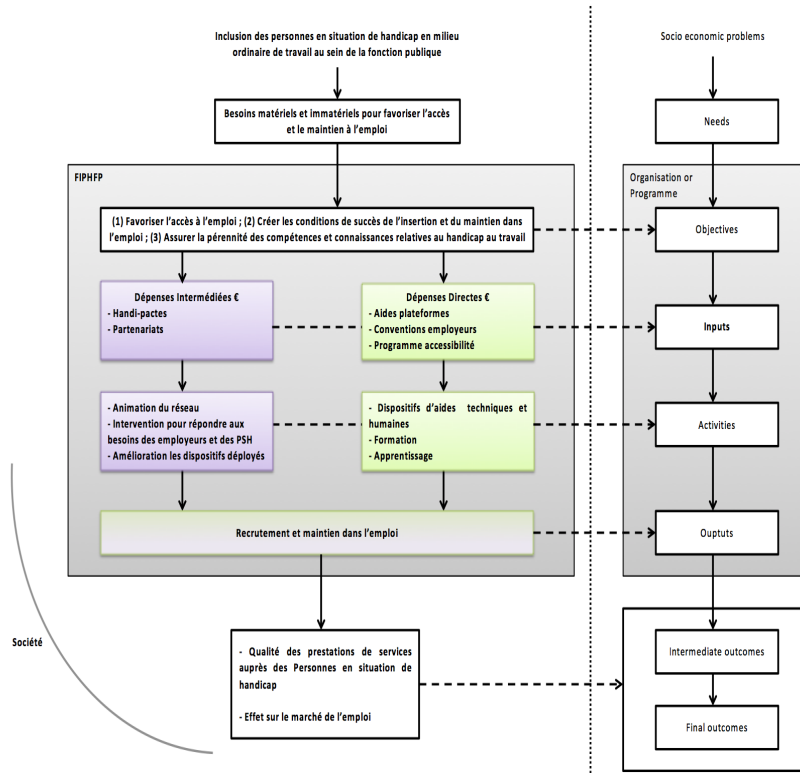 Inclusion des personnes en situation de handicap en milieu
ordinaire de travail au sein de la fonction publique
Besoins matériels et immatériels pour favoriser l'accès
et le maintien à l'emploi
FIPHFP
(1) Favoriser l'accès à l'emploi ; (2) Créer les conditions de succès de l'insertion et du maintien dans
l'emploi ; (3) Assurer la pérennité des compétences et connaissances relatives au handicap au travail
Dépenses Intermédiées €
- Handi-pactes
- Partenariats
Dépenses Directes €
- Aides plateformes
- Conventions employeurs
- Programme accessibilité
- Animation du réseau
- Intervention pour répondre aux
besoins des employeurs et des PSH
- Amélioration les dispositifs déployés
- Dispositifs d'aides techniques et
humaines
- Formation
- Apprentissage
Recrutement et maintien dans l'emploi
Société
- Qualité des prestations de services
auprès des Personnes en situation de
handicap
- Effet sur le marché de l'emploi
Socio economic problems
Needs
Organisation or
Programme
Objectives
Inputs
Activities
Ouptuts
Intermediate outcomes
Final outcomes